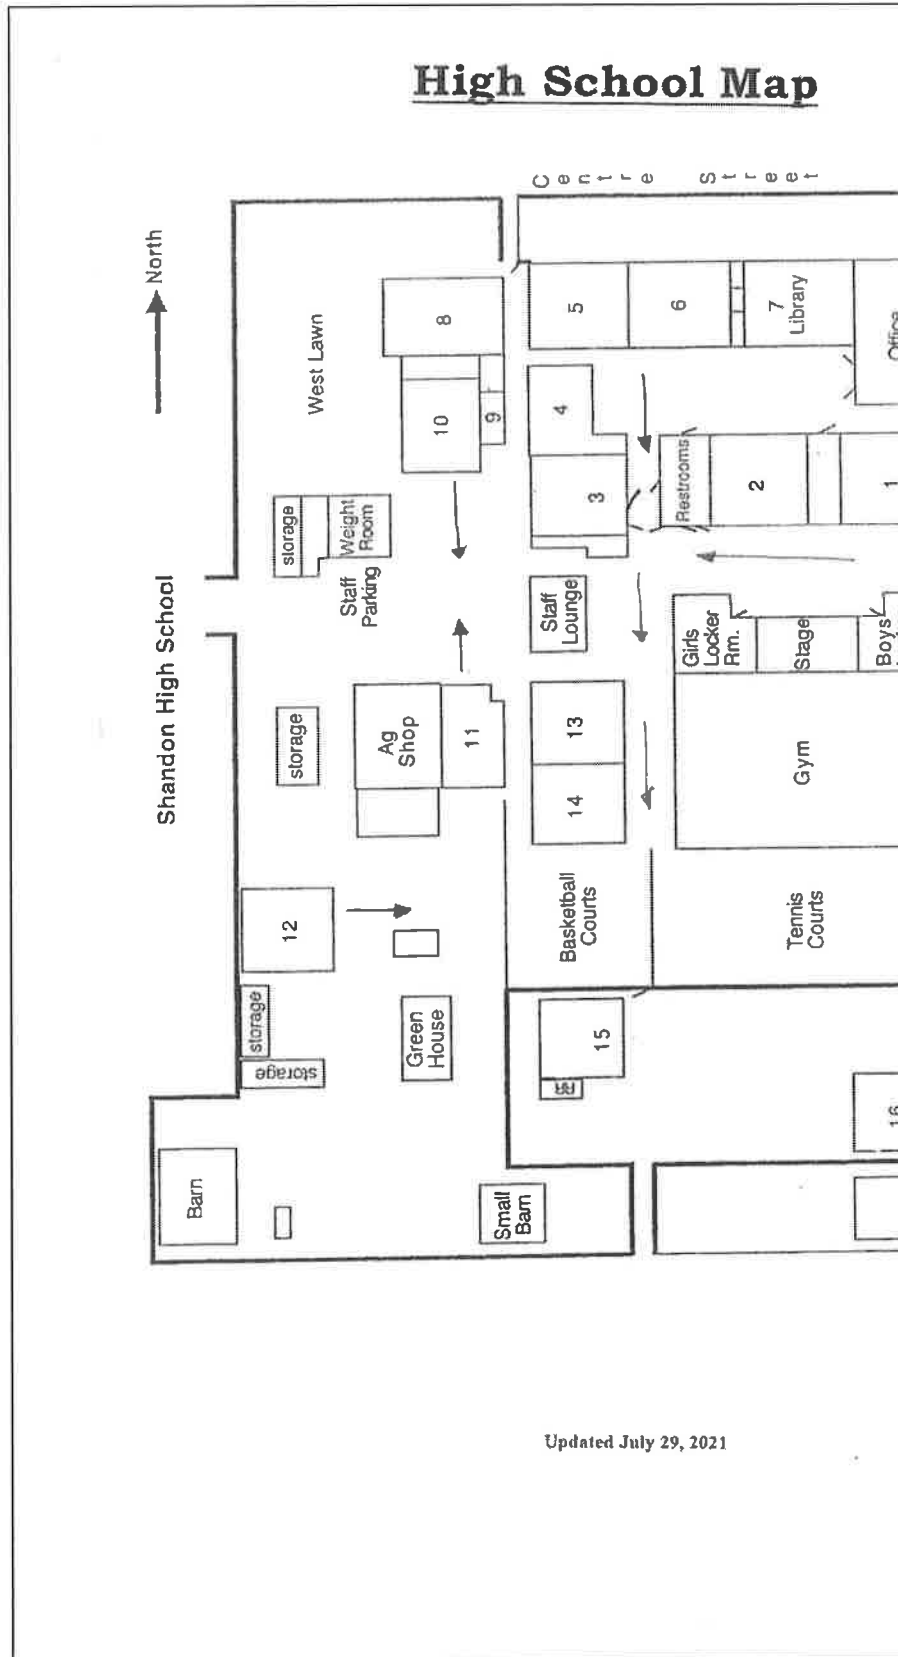 High School Map
Centre Street
North
Shandon High School
West Lawn
8
10
9
5
6
7
Library
Office
4
3
Restrooms
2
1
storage
Weight
Room
Staff
Parking
Staff
Lounge
Girls
Locker
Rm.
Stage
Boys
storage
Ag
Shop
11
13
14
Gym
12
Basketball
Courts
Tennis
Courts
storage
storage
Green
House
15
RR
16
Barn
Small
Barn
Updated July 29, 2021